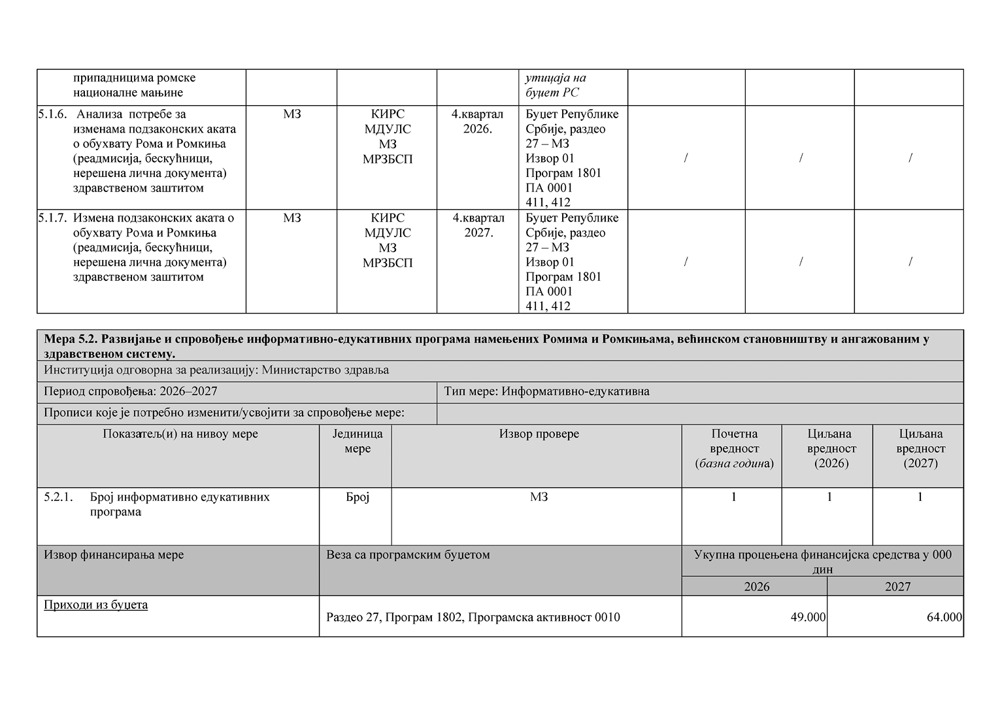 припадницима ромске
националне мањине
утицаја на
буџет РС
5.1.6. Анализа потребе за
изменама подзаконских аката
о обухвату Рома и Ромкиња
(реадмисија, бескућници,
нерешена лична документа)
здравственом заштитом
МЗ
КИРС
МДУЛС
МЗ
МРЗБСП
4.квартал
2026.
Буџет Републике
Србије, раздео
27 – МЗ
Извор 01
Програм 1801
ПА 0001
411, 412
/
/
/
5.1.7. Измена подзаконских аката о
обухвату Рома и Ромкиња
(реадмисија, бескућници,
нерешена лична документа)
здравственом заштитом
МЗ
КИРС
МДУЛС
МЗ
МРЗБСП
4.квартал
2027.
Буџет Републике
Србије, раздео
27 – МЗ
Извор 01
Програм 1801
ПА 0001
411, 412
/
/
/
Мера 5.2. Развијање и спровођење информативно-едукативних програма намењених Ромима и Ромкињама, већинском становништву и ангажованим у
здравственом систему.
Институција одговорна за реализацију: Министарство здравља
Период спровођења: 2026–2027
Тип мере: Информативно-едукативна
Прописи које је потребно изменити/усвојити за спровођење мере:
Показатељ(и) на нивоу мере
Јединица
мере
Извор провере
Почетна
вредност
(базна година)
Циљана
вредност
(2026)
Циљана
вредност
(2027)
5.2.1. Број информативно едукативних
програма
Број
МЗ
1
1
1
Извор финансирања мере
Веза са програмским буџетом
Укупна процењена финансијска средства у 000
дин
2026
2027
Приходи из буџета
Раздео 27, Програм 1802, Програмска активност 0010
49.000
64.000